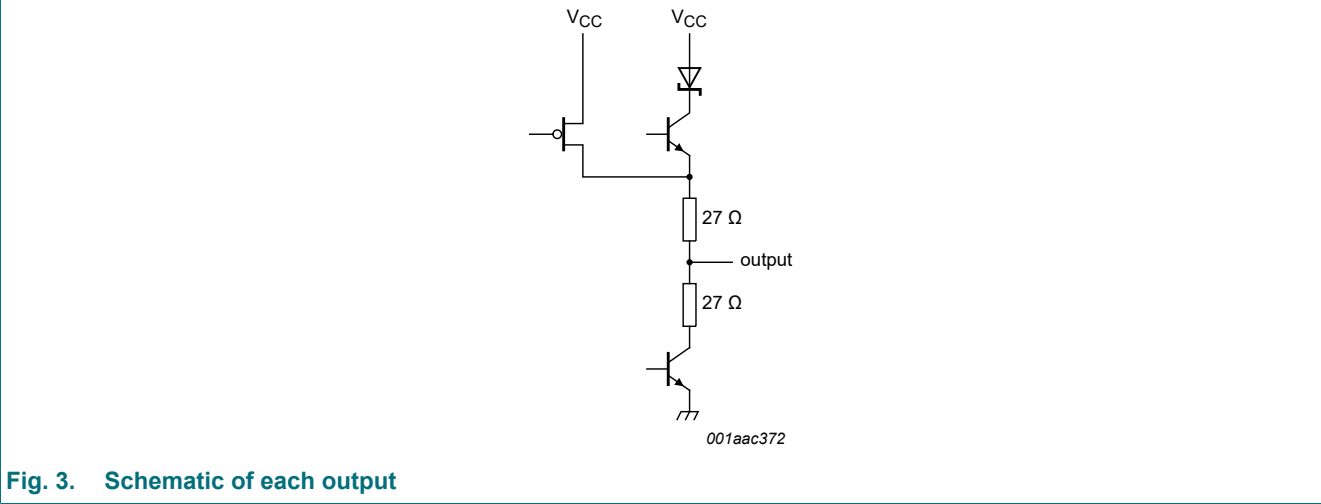 VCC VCC
27 Ω
output
27 Ω
001aac372
Fig. 3. Schematic of each output